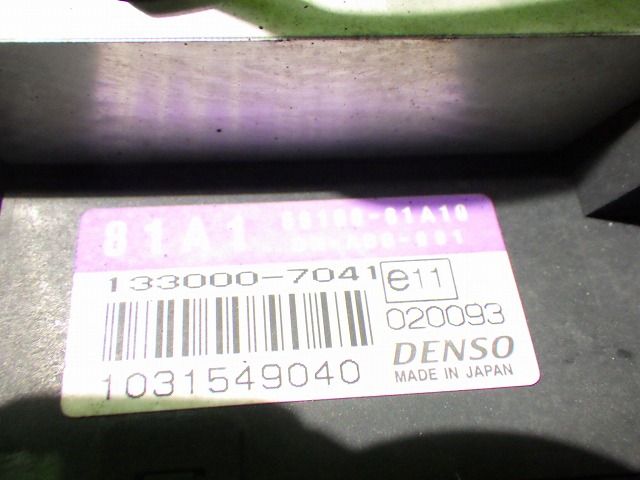 81A1
133000-7041 e11
020093
1031549040
DENSO
MADE IN JAPAN